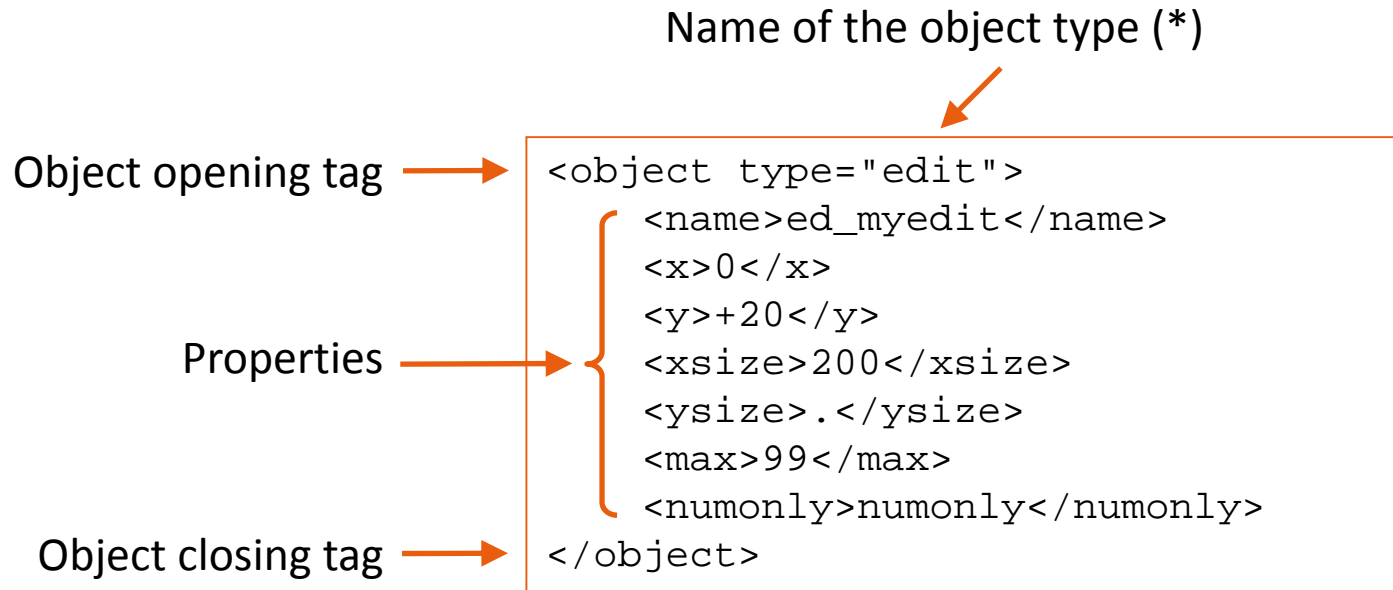 Name of the object type (*)
Object opening tag
<object type="edit">
<name>ed_myedit</name>
<x>0</x>
<y>+20</y>
Properties
<xsize>200</xsize>
<ysize>.</ysize>
<max>99</max>
<numonly>numonly</numonly>
Object closing tag
</object>